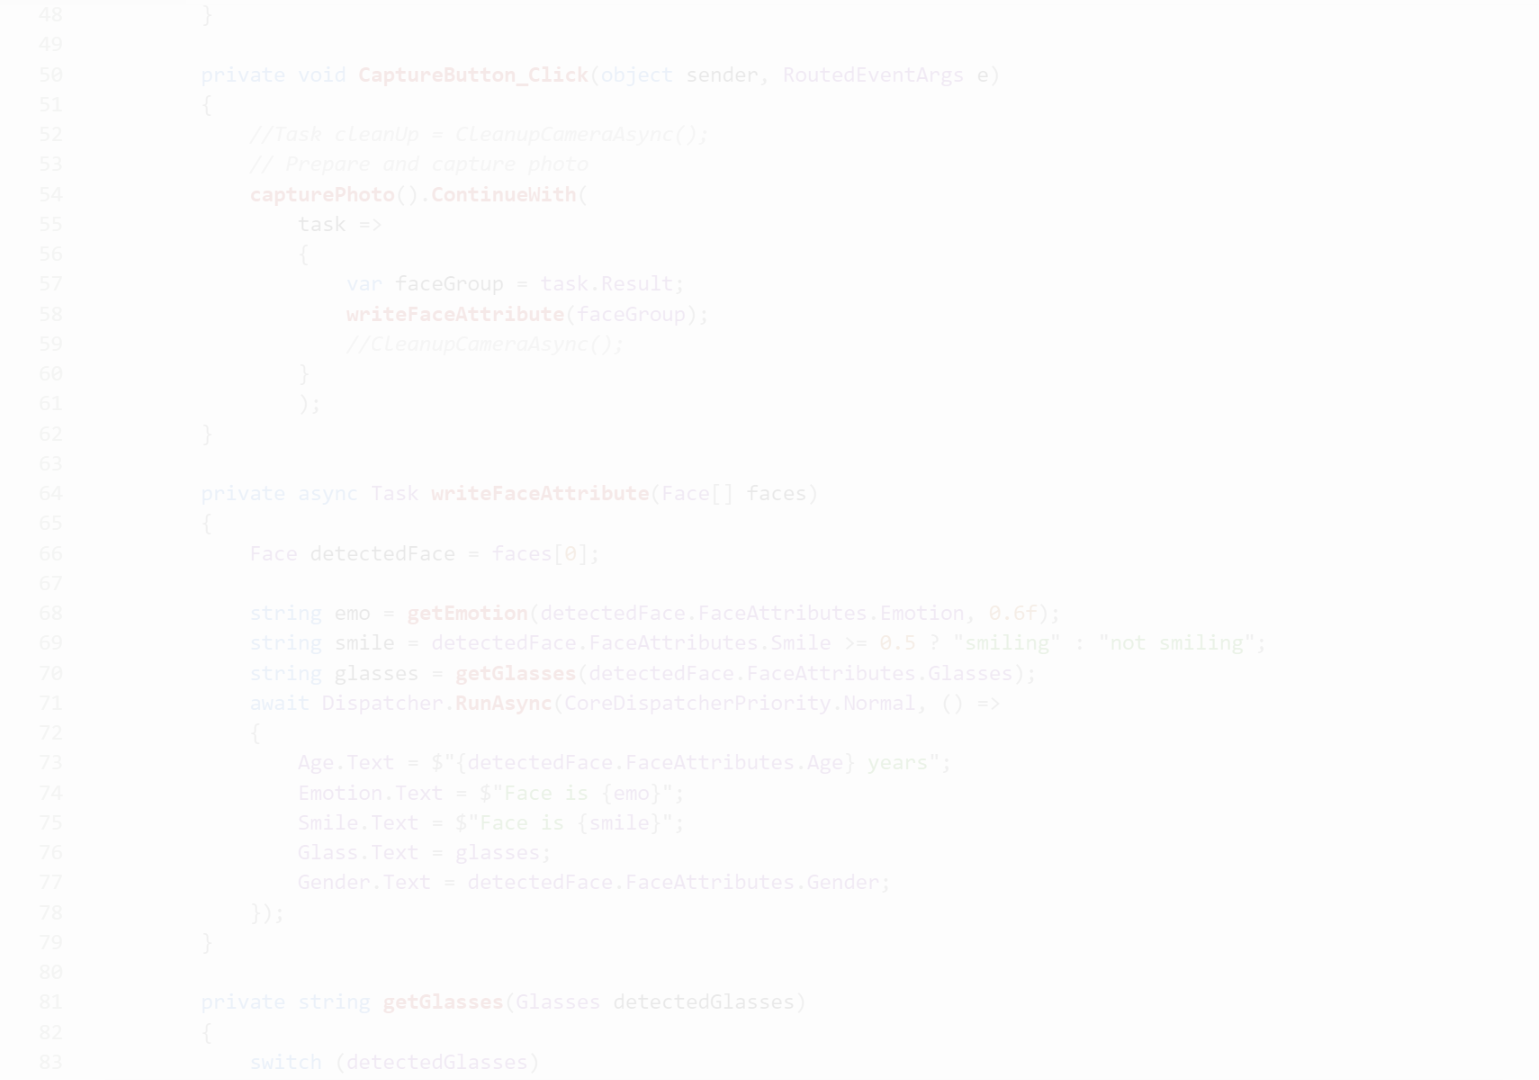 48 }
49
50 private void CaptureButton_Click(object sender, RoutedEventArgs e)
51 {
52 //Task cleanUp = CleanupCameraAsync();
53 // Prepare and capture photo
54 capturePhoto().ContinueWith(
55 task =>
56 {
57 var faceGroup = task.Result;
58 writeFaceAttribute(faceGroup);
59 //CleanupCameraAsync();
60 }
61 );
62 }
63
64 private async Task writeFaceAttribute(Face[] faces)
65 {
66 Face detectedFace = faces[0];
67
68 string emo = getEmotion(detectedFace.FaceAttributes.Emotion, 0.6f);
69 string smile = detectedFace.FaceAttributes.Smile >= 0.5 ? "smiling" : "not smiling";
70 string glasses = getGlasses(detectedFace.FaceAttributes.Glasses);
71 await Dispatcher.RunAsync(CoreDispatcherPriority.Normal, () =>
72 {
73 Age.Text = $"{detectedFace.FaceAttributes.Age} years";
74 Emotion.Text = $"Face is {emo}";
75 Smile.Text = $"Face is {smile}";
76 Glass.Text = glasses;
77 Gender.Text = detectedFace.FaceAttributes.Gender;
78 });
79 }
80
81 private string getGlasses(Glasses detectedGlasses)
82 {
83 switch (detectedGlasses)